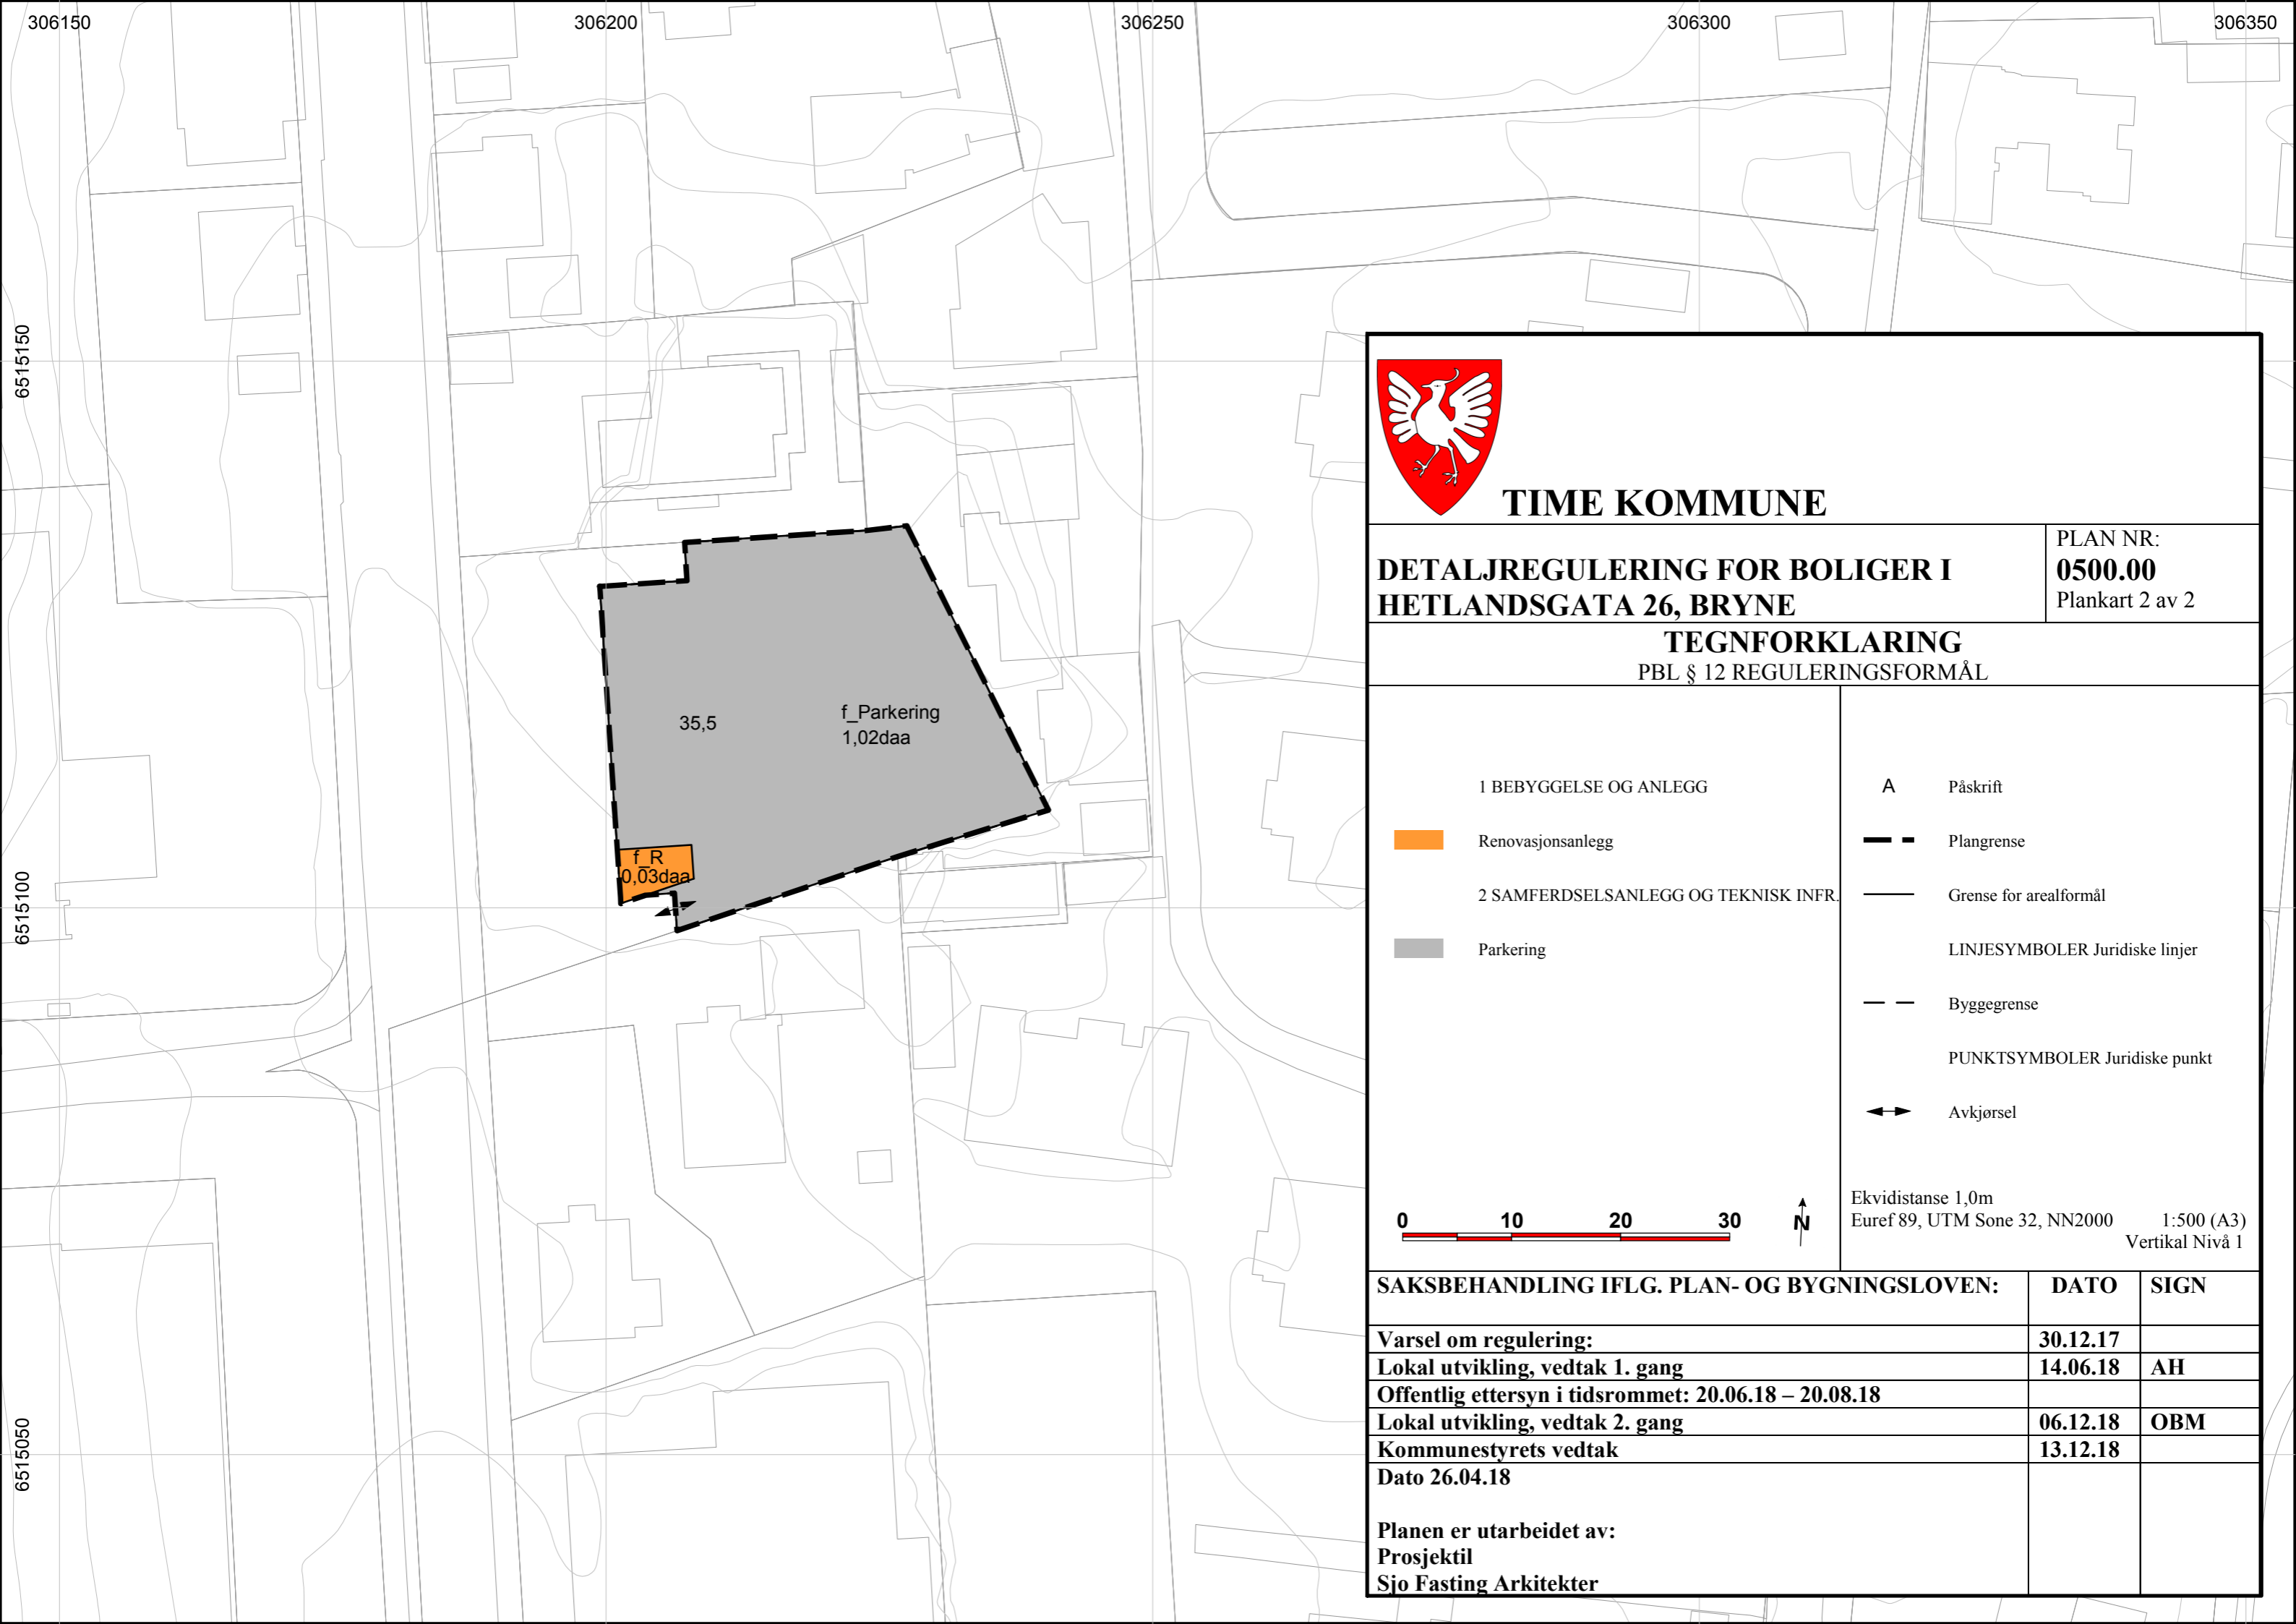 306150 306200 306250 306300 306350
6515150
6515100
6515050
35,5
f_Parkering
1,02daa
f_R
0,03daa
TIME KOMMUNE
DETALJREGULERING FOR BOLIGER I
HETLANDSGATA 26, BRYNE
PLAN NR:
0500.00
Plankart 2 av 2
TEGNFORKLARING
PBL § 12 REGULERINGSFORMÅL
1 BEBYGGELSE OG ANLEGG
Renovasjonsanlegg
2 SAMFERDSELSANLEGG OG TEKNISK INFR.
Parkering
A Påskrift
Plangrense
Grense for arealformål
LINJESYMBOLER Juridiske linjer
Byggegrense
PUNKTSYMBOLER Juridiske punkt
Avkjørsel
0 10 20 30
N
Ekvidistanse 1,0m
Euref 89, UTM Sone 32, NN2000 1:500 (A3)
Vertikal Nivå 1
SAKSBEHANDLING IFLG. PLAN- OG BYGNINGSLOVEN: DATO SIGN
Varsel om regulering: 30.12.17
Lokal utvikling, vedtak 1. gang 14.06.18 AH
Offentlig ettersyn i tidsrommet: 20.06.18 – 20.08.18
Lokal utvikling, vedtak 2. gang 06.12.18 OBM
Kommunestyrets vedtak 13.12.18
Dato 26.04.18
Planen er utarbeidet av:
Prosjektil
Sjo Fasting Arkitekter